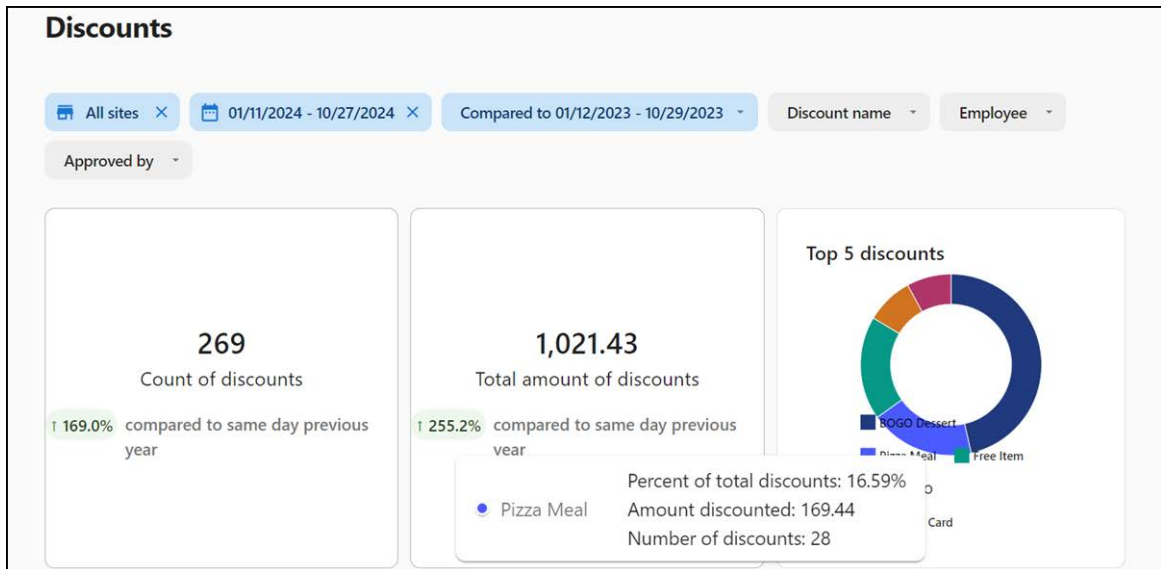 Discounts
All sites
01/11/2024 - 10/27/2024
Compared to 01/12/2023 - 10/29/2023
Discount name
Employee
Approved by
269
Count of discounts
↑ 169.0% compared to same day previous
year
1,021.43
Total amount of discounts
↑ 255.2% compared to same day previous
year
Top 5 discounts
BOGO Dessert
Pizza Meal
Free Item
Card
Pizza Meal
Percent of total discounts: 16.59%
Amount discounted: 169.44
Number of discounts: 28